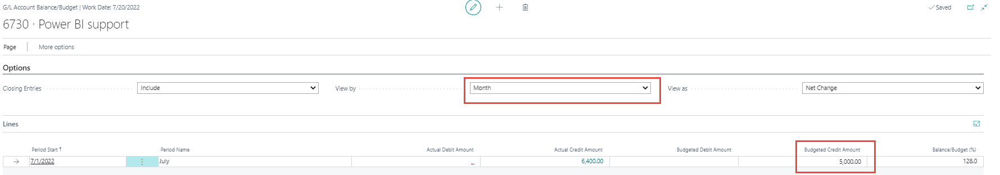 G/L Account Balance/Budget | Work Date: 7/20/2022
Saved
6730 · Power BI support
Page
More options
Options
Closing Entries
Include
View by
Month
View as
Net Change
Lines
Period Start ↑
Period Name
Actual Debit Amount
Actual Credit Amount
Budgeted Debit Amount
Budgeted Credit Amount
Balance/Budget (%)
7/1/2022
July
_
6,400.00
5,000.00
128.0